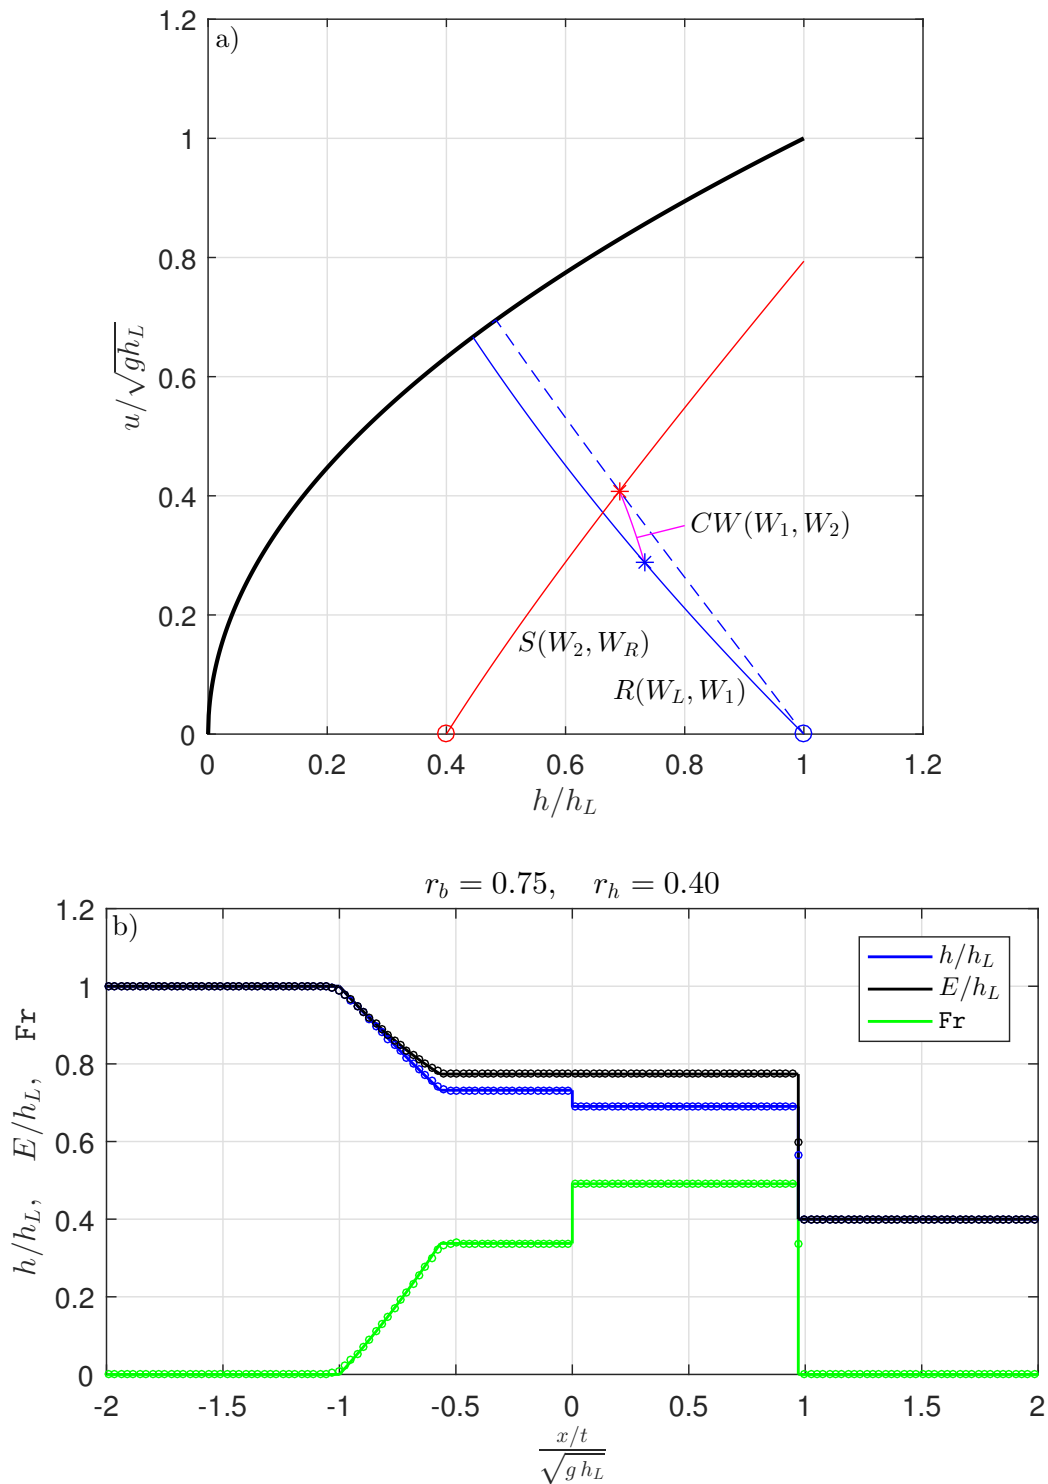 a)
1.2
1
0.8
0.6
0.4
0.2
0
u/√gh_L
CW(W_1, W_2)
S(W_2, W_R)
R(W_L, W_1)
0 0.2 0.4 0.6 0.8 1 1.2
h/h_L
r_b = 0.75, r_h = 0.40
b)
1.2
1
0.8
0.6
0.4
0.2
0
h/h_L, E/h_L, Fr
h/h_L
E/h_L
Fr
-2 -1.5 -1 -0.5 0 0.5 1 1.5 2
x/t
√g h_L